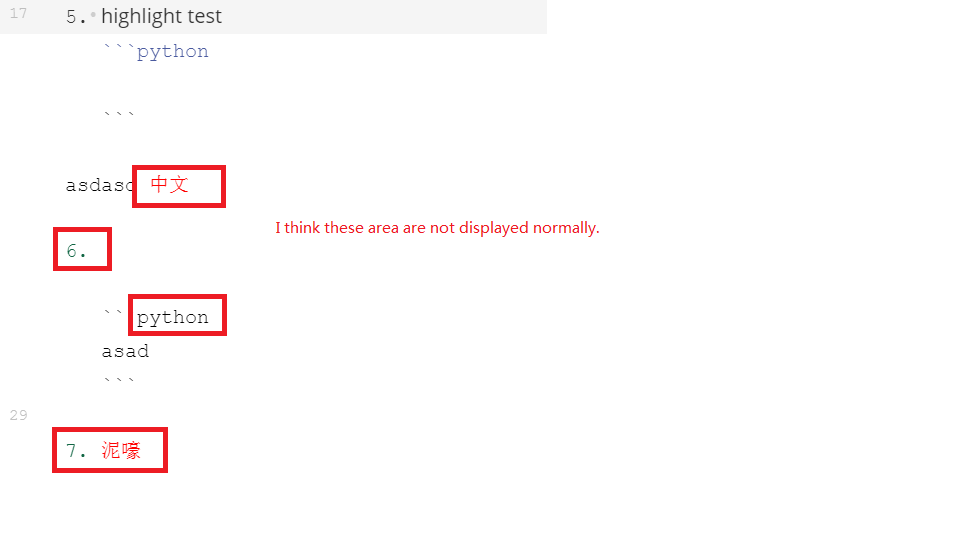 17 5. highlight test
```python
```
asdasd 中文
I think these area are not displayed normally.
6.
`` python
asad
```
29
7. 泥嚎